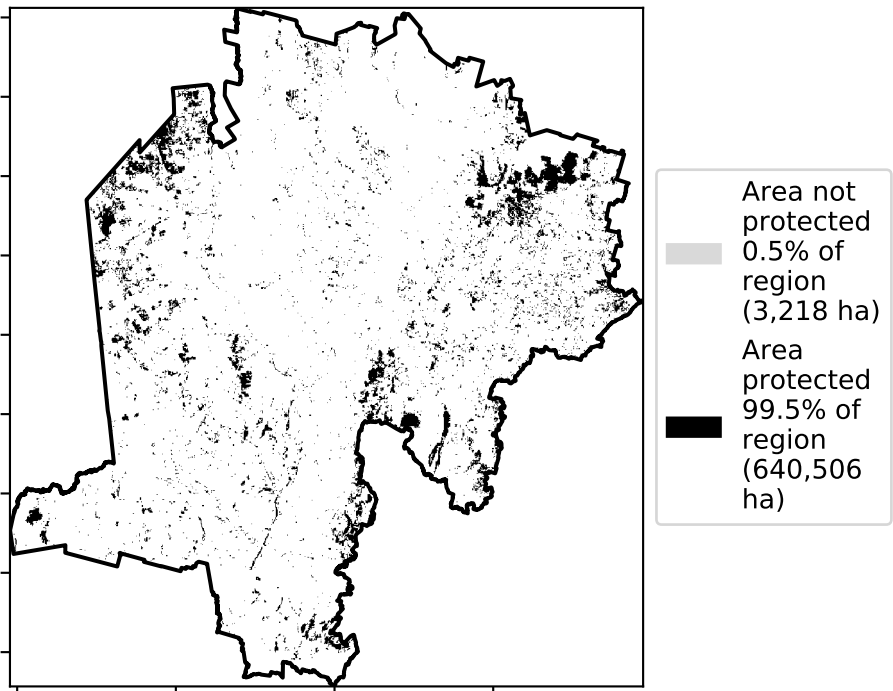 Area not
protected
0.5% of
region
(3,218 ha)
Area
protected
99.5% of
region
(640,506
ha)